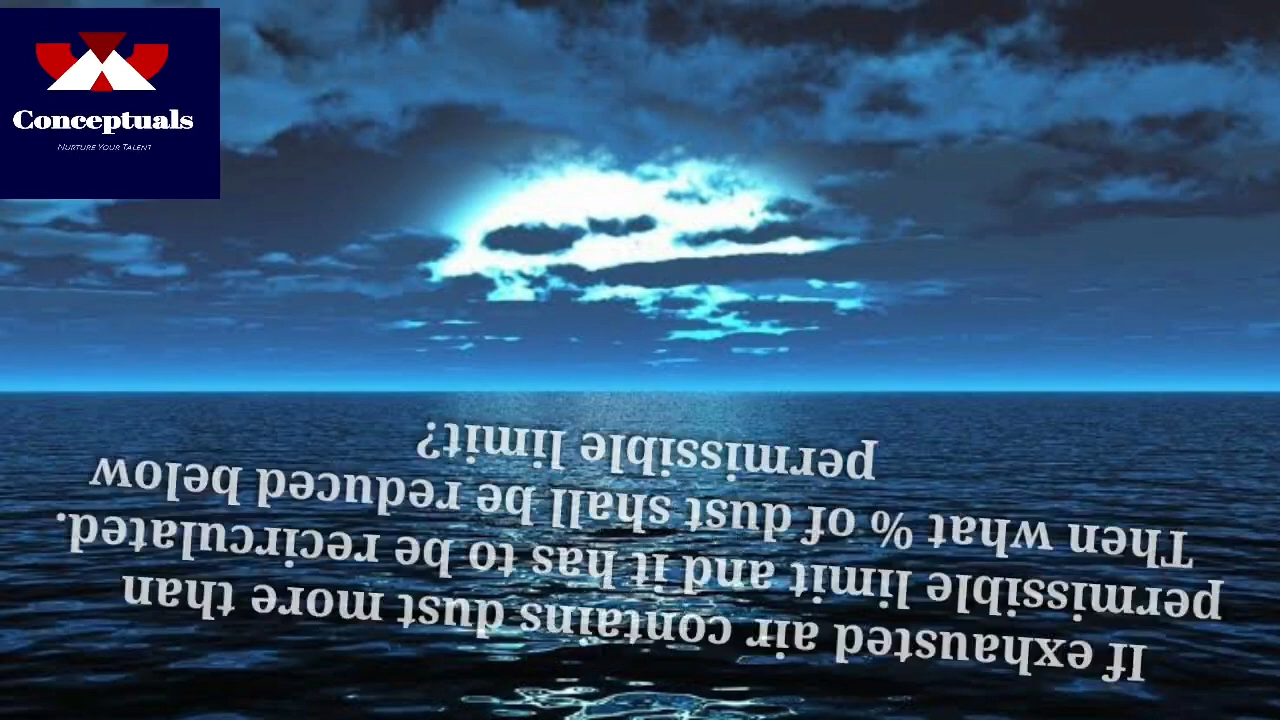 Conceptuals
Nurture Your Talent
If exhausted air contains dust more than
permissible limit and it has to be recirculated.
Then what % of dust shall be reduced below
permissible limit?